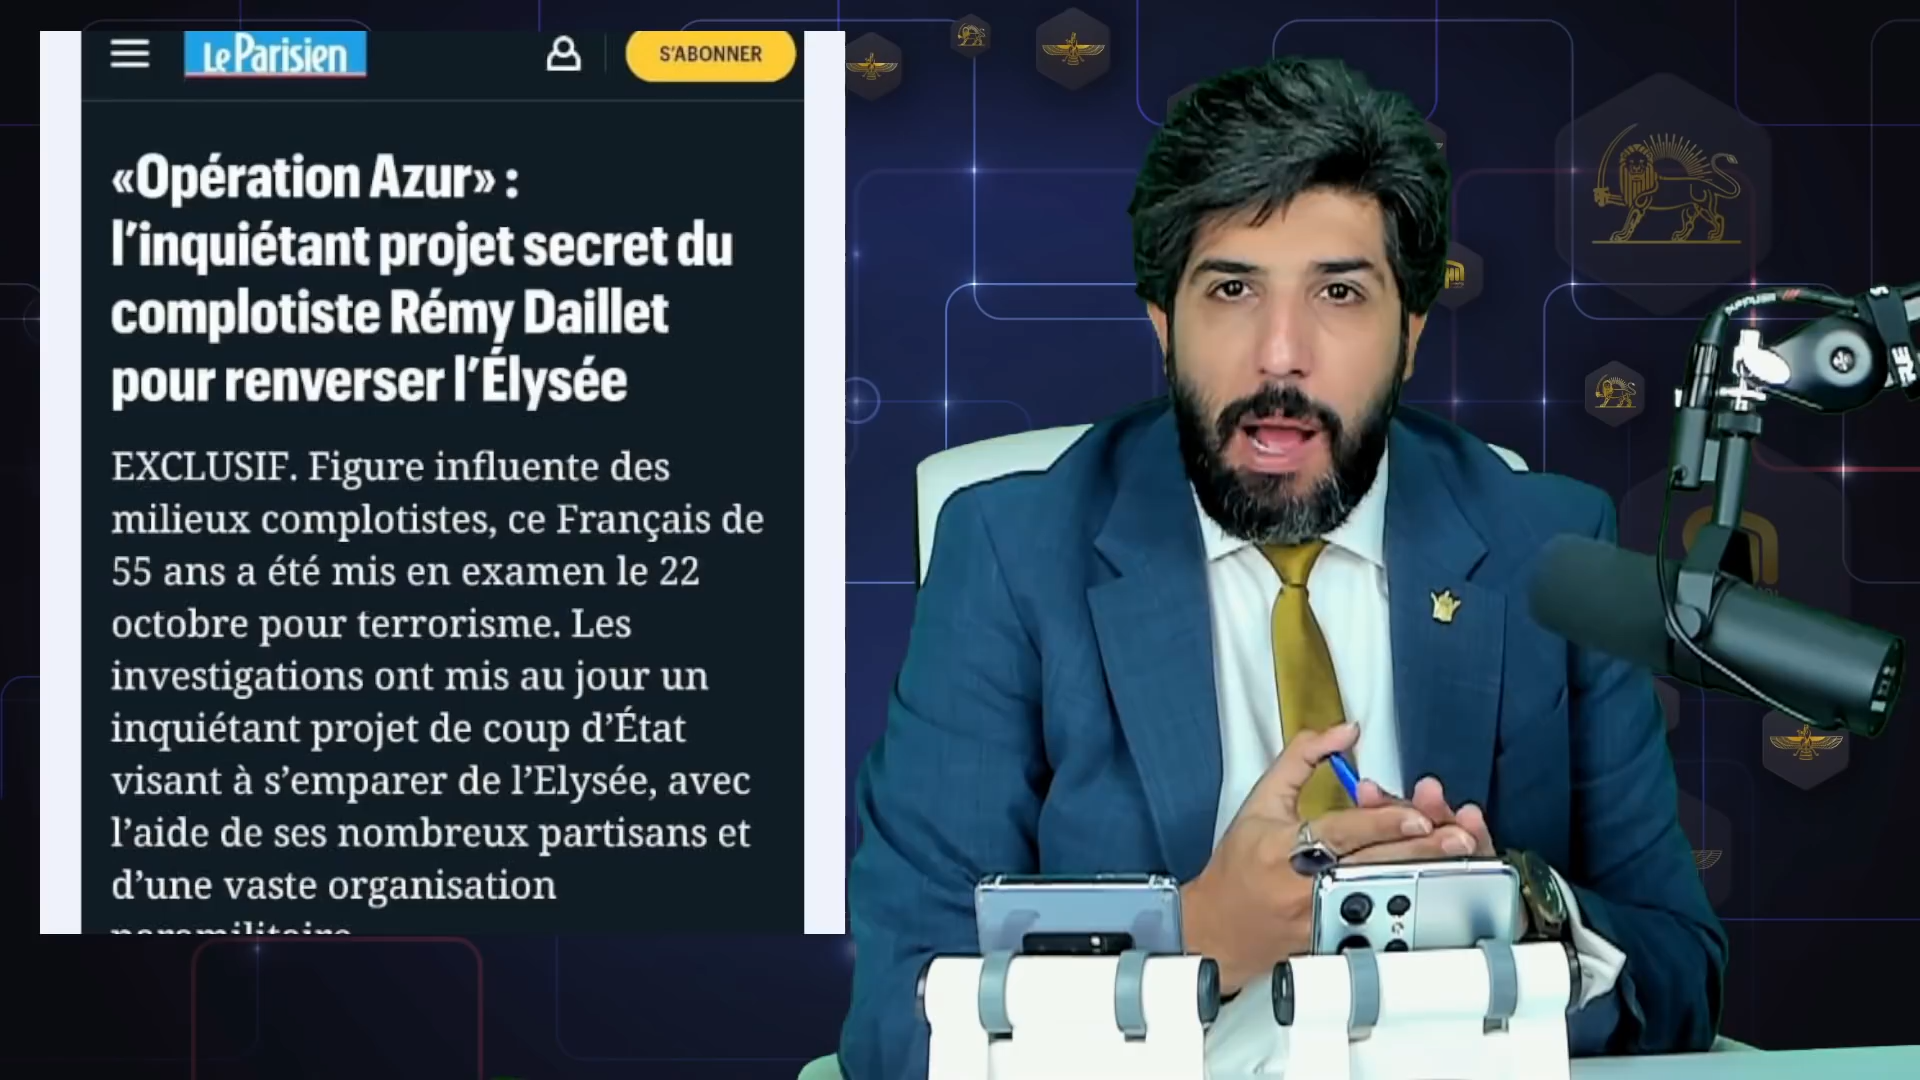 Le Parisien
S'ABONNER
«Opération Azur» :
l'inquiétant projet secret du
complotiste Rémy Daillet
pour renverser l'Élysée
EXCLUSIF. Figure influente des
milieux complotistes, ce Français de
55 ans a été mis en examen le 22
octobre pour terrorisme. Les
investigations ont mis au jour un
inquiétant projet de coup d'État
visant à s'emparer de l'Elysée, avec
l'aide de ses nombreux partisans et
d'une vaste organisation
paramilitaire